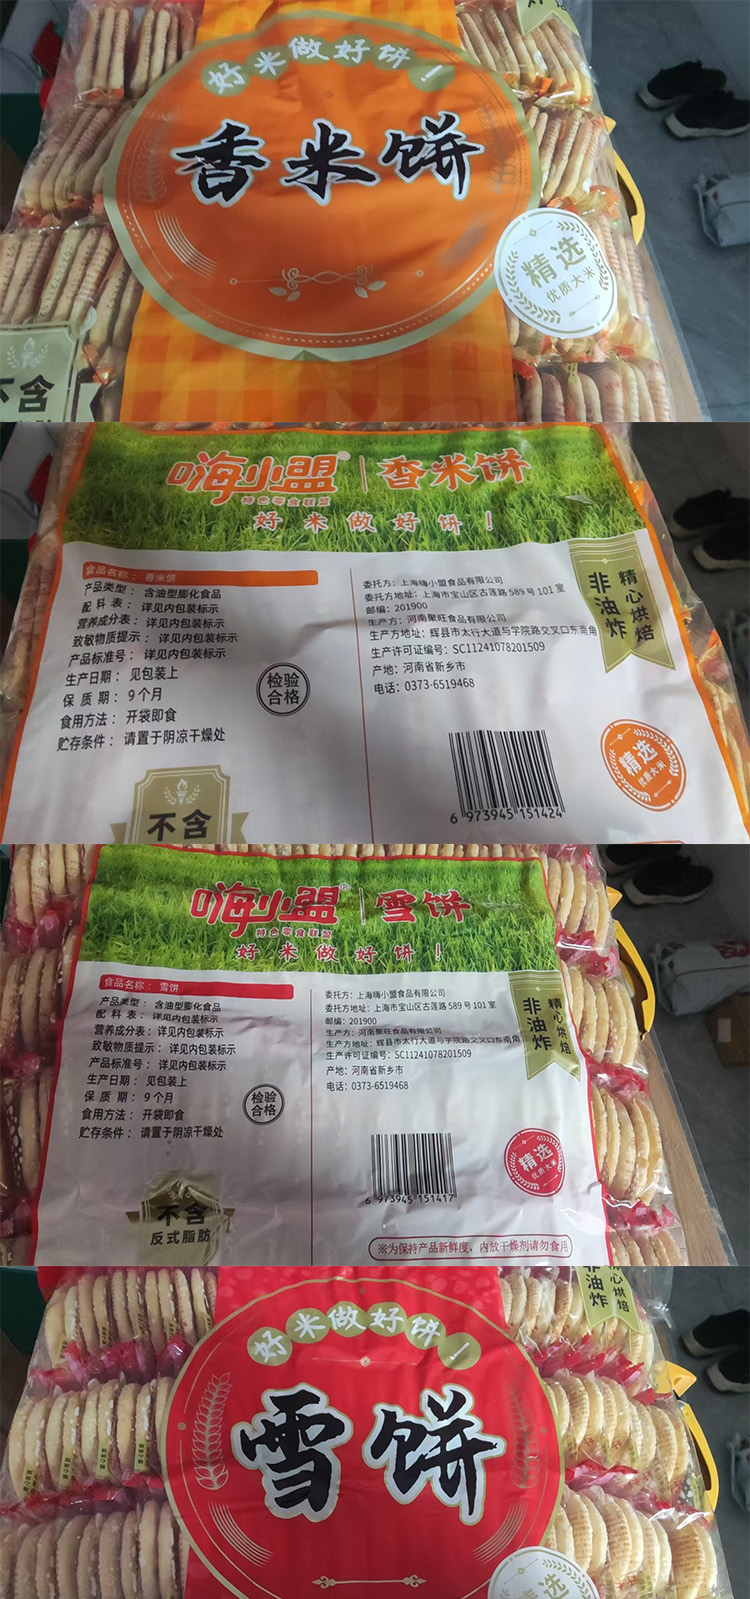 好米做好饼！
香米饼
精选
优质大米
不含
嗨小盟® | 香米饼
特色零食联盟
好米做好饼！
食品名称：香米饼
产品类型：含油型膨化食品
配料表：详见内包装标示
营养成分表：详见内包装标示
致敏物质提示：详见内包装标示
产品标准号：详见内包装标示
生产日期：见包装上
保质期：9个月
食用方法：开袋即食
贮存条件：请置于阴凉干燥处
检验
合格
委托方：上海嗨小盟食品有限公司
委托方地址：上海市宝山区古莲路589号101室
邮编：201900
生产方：河南聚旺食品有限公司
生产方地址：辉县市太行大道与学院路交叉口东南角
生产许可证编号：SC11241078201509
产地：河南省新乡市
电话：0373-6519468
精心烘焙
非油炸
精选
优质大米
6 973945 151424
不含
嗨小盟® | 雪饼
特色零食联盟
好米做好饼！
食品名称：雪饼
产品类型：含油型膨化食品
配料表：详见内包装标示
营养成分表：详见内包装标示
致敏物质提示：详见内包装标示
产品标准号：详见内包装标示
生产日期：见包装上
保质期：9个月
食用方法：开袋即食
贮存条件：请置于阴凉干燥处
检验
合格
委托方：上海嗨小盟食品有限公司
委托方地址：上海市宝山区古莲路589号101室
邮编：201900
生产方：河南聚旺食品有限公司
生产方地址：辉县市太行大道与学院路交叉口东南角
生产许可证编号：SC11241078201509
产地：河南省新乡市
电话：0373-6519468
精心烘焙
非油炸
精选
优质大米
6 973945 151417
不含
反式脂肪
※为保持产品新鲜度，内放干燥剂请勿食用
精心烘焙
非油炸
好米做好饼！
雪饼
精选